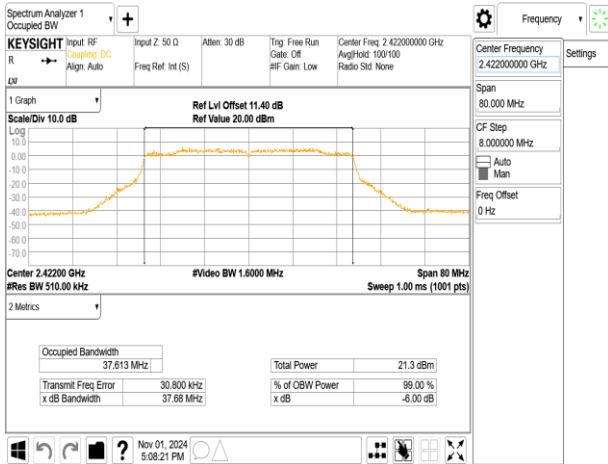 Spectrum Analyzer 1
Occupied BW
KEYSIGHT
R
LXI
Input: RF
Coupling: DC
Align: Auto
Input Z: 50 Ω
Freq Ref: Int (S)
Atten: 30 dB
Trig: Free Run
Gate: Off
#IF Gain: Low
Center Freq: 2.422000000 GHz
Avg|Hold: 100/100
Radio Std: None
1 Graph
Scale/Div 10.0 dB
Ref Lvl Offset 11.40 dB
Ref Value 20.00 dBm
Log
10.0
0.00
-10.0
-20.0
-30.0
-40.0
-50.0
-60.0
-70.0
Center 2.42200 GHz
#Video BW 1.6000 MHz
Span 80 MHz
#Res BW 510.00 kHz
Sweep 1.00 ms (1001 pts)
2 Metrics
Occupied Bandwidth
37.613 MHz
Total Power 21.3 dBm
Transmit Freq Error 30.800 kHz
% of OBW Power 99.00 %
x dB Bandwidth 37.68 MHz
x dB -6.00 dB
?
Nov 01, 2024
5:08:21 PM
Frequency
Settings
Center Frequency
2.422000000 GHz
Span
80.000 MHz
CF Step
8.000000 MHz
Auto
Man
Freq Offset
0 Hz